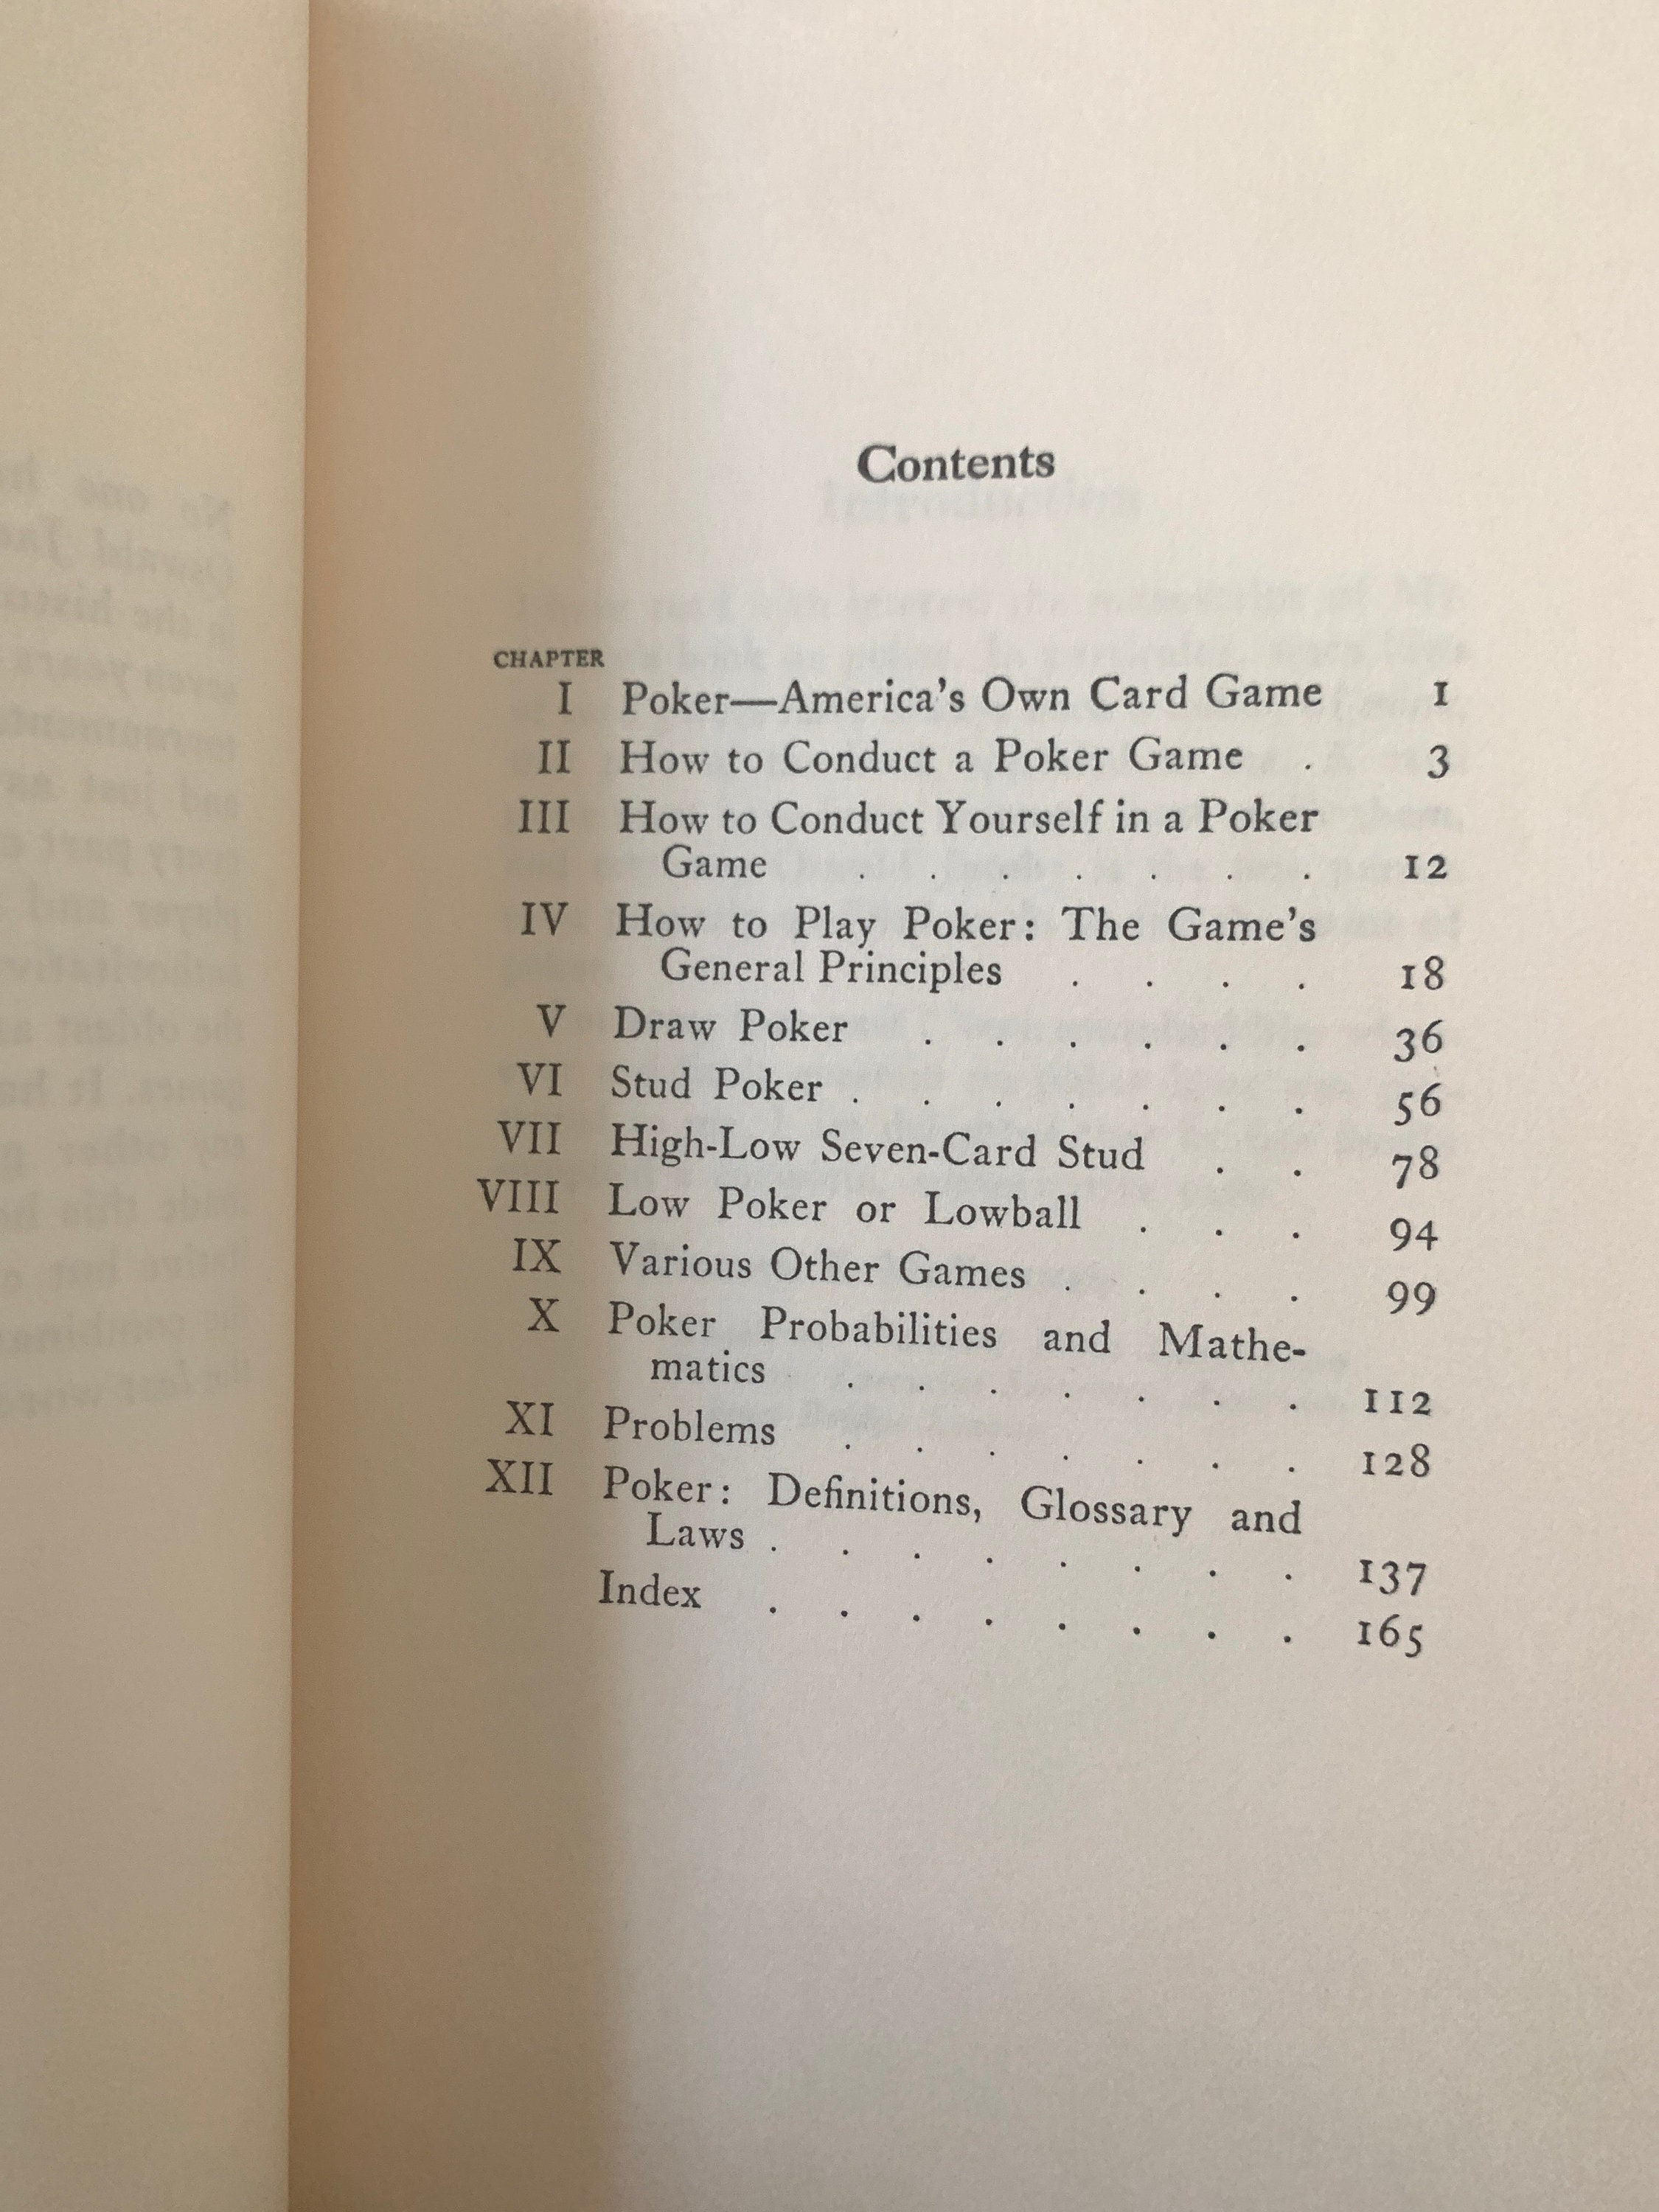 Contents
CHAPTER
I Poker—America's Own Card Game 1
II How to Conduct a Poker Game . 3
III How to Conduct Yourself in a Poker
Game . . . . . . . 12
IV How to Play Poker: The Game's
General Principles . . . . 18
V Draw Poker . . . . . . 36
VI Stud Poker . . . . . . . 56
VII High-Low Seven-Card Stud . . 78
VIII Low Poker or Lowball . . . 94
IX Various Other Games . . . . 99
X Poker Probabilities and Mathe-
matics . . . . . . . 112
XI Problems . . . . . . . 128
XII Poker: Definitions, Glossary and
Laws . . . . . . . . 137
Index . . . . . . . . 165